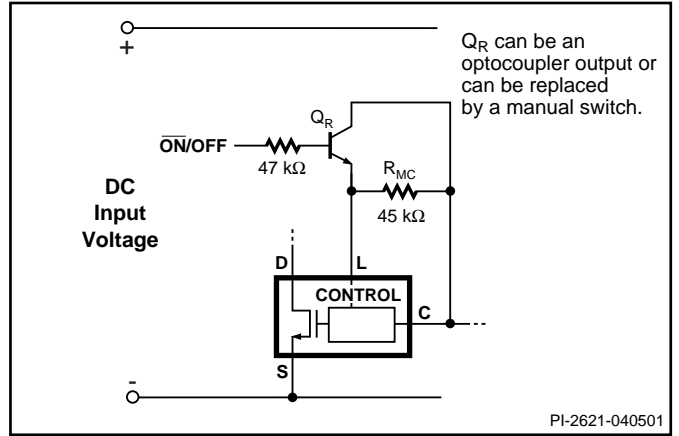 +
Q_R can be an
optocoupler output or
can be replaced
by a manual switch.
Q_R
O̅N̅/OFF
47 kΩ
R_MC
45 kΩ
DC
Input
Voltage
D
L
CONTROL
C
S
-
PI-2621-040501